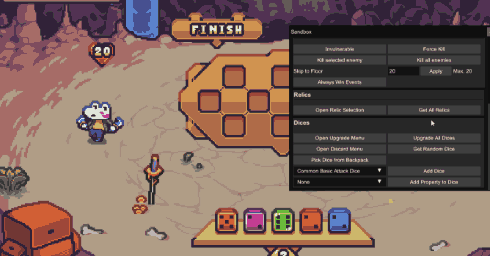 FINISH
20
Sandbox
Invulnerable
Force Kill
Kill selected enemy
Kill all enemies
Skip to Floor
20
Apply
Max. 20
Always Win Events
Relics
Open Relic Selection
Get All Relics
Dices
Open Upgrade Menu
Upgrade All Dices
Open Discard Menu
Get Random Dice
Pick Dice from Backpack
Common Basic Attack Dice
Add Dice
None
Add Property to Dice
?